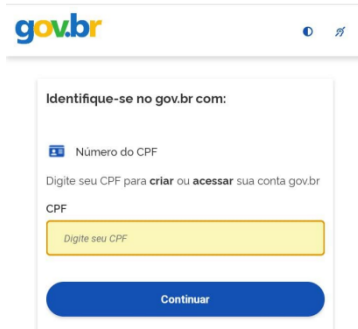 gov.br
Identifique-se no gov.br com:
Número do CPF
Digite seu CPF para criar ou acessar sua conta gov.br
CPF
Digite seu CPF
Continuar